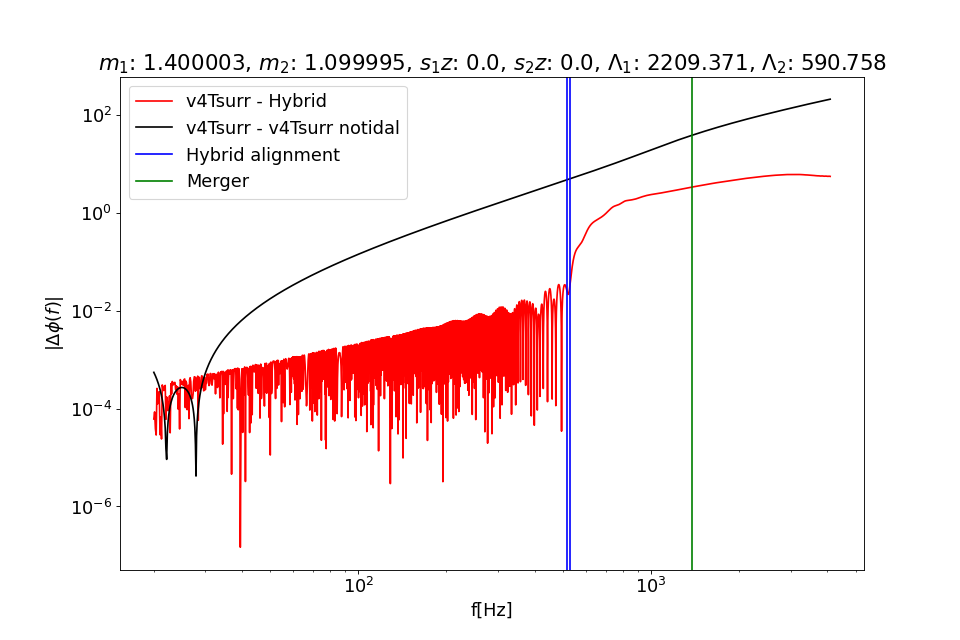 m₁: 1.400003, m₂: 1.099995, s₁z: 0.0, s₂z: 0.0, Λ₁: 2209.371, Λ₂: 590.758
v4Tsurr - Hybrid
v4Tsurr - v4Tsurr notidal
Hybrid alignment
Merger
|Δϕ(f)|
10²
10⁰
10⁻²
10⁻⁴
10⁻⁶
10² 10³
f[Hz]